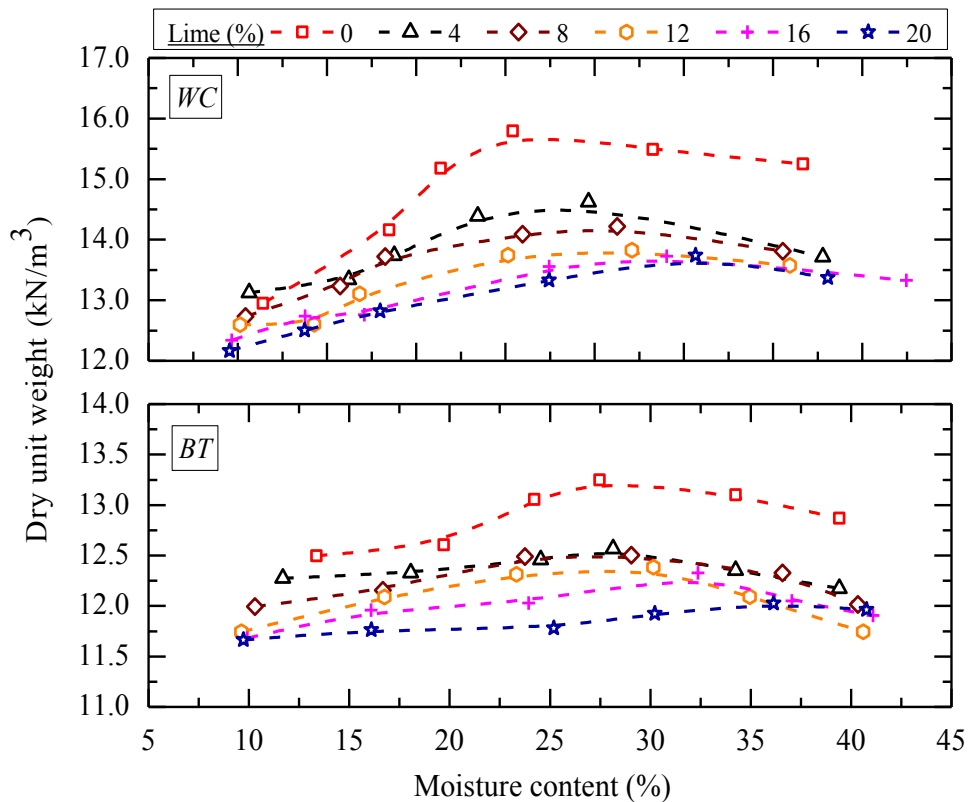 Lime (%) 0 4 8 12 16 20
17.0
WC
16.0
15.0
14.0
13.0
12.0
14.0
BT
13.5
13.0
12.5
12.0
11.5
11.0
5 10 15 20 25 30 35 40 45
Dry unit weight (kN/m³)
Moisture content (%)